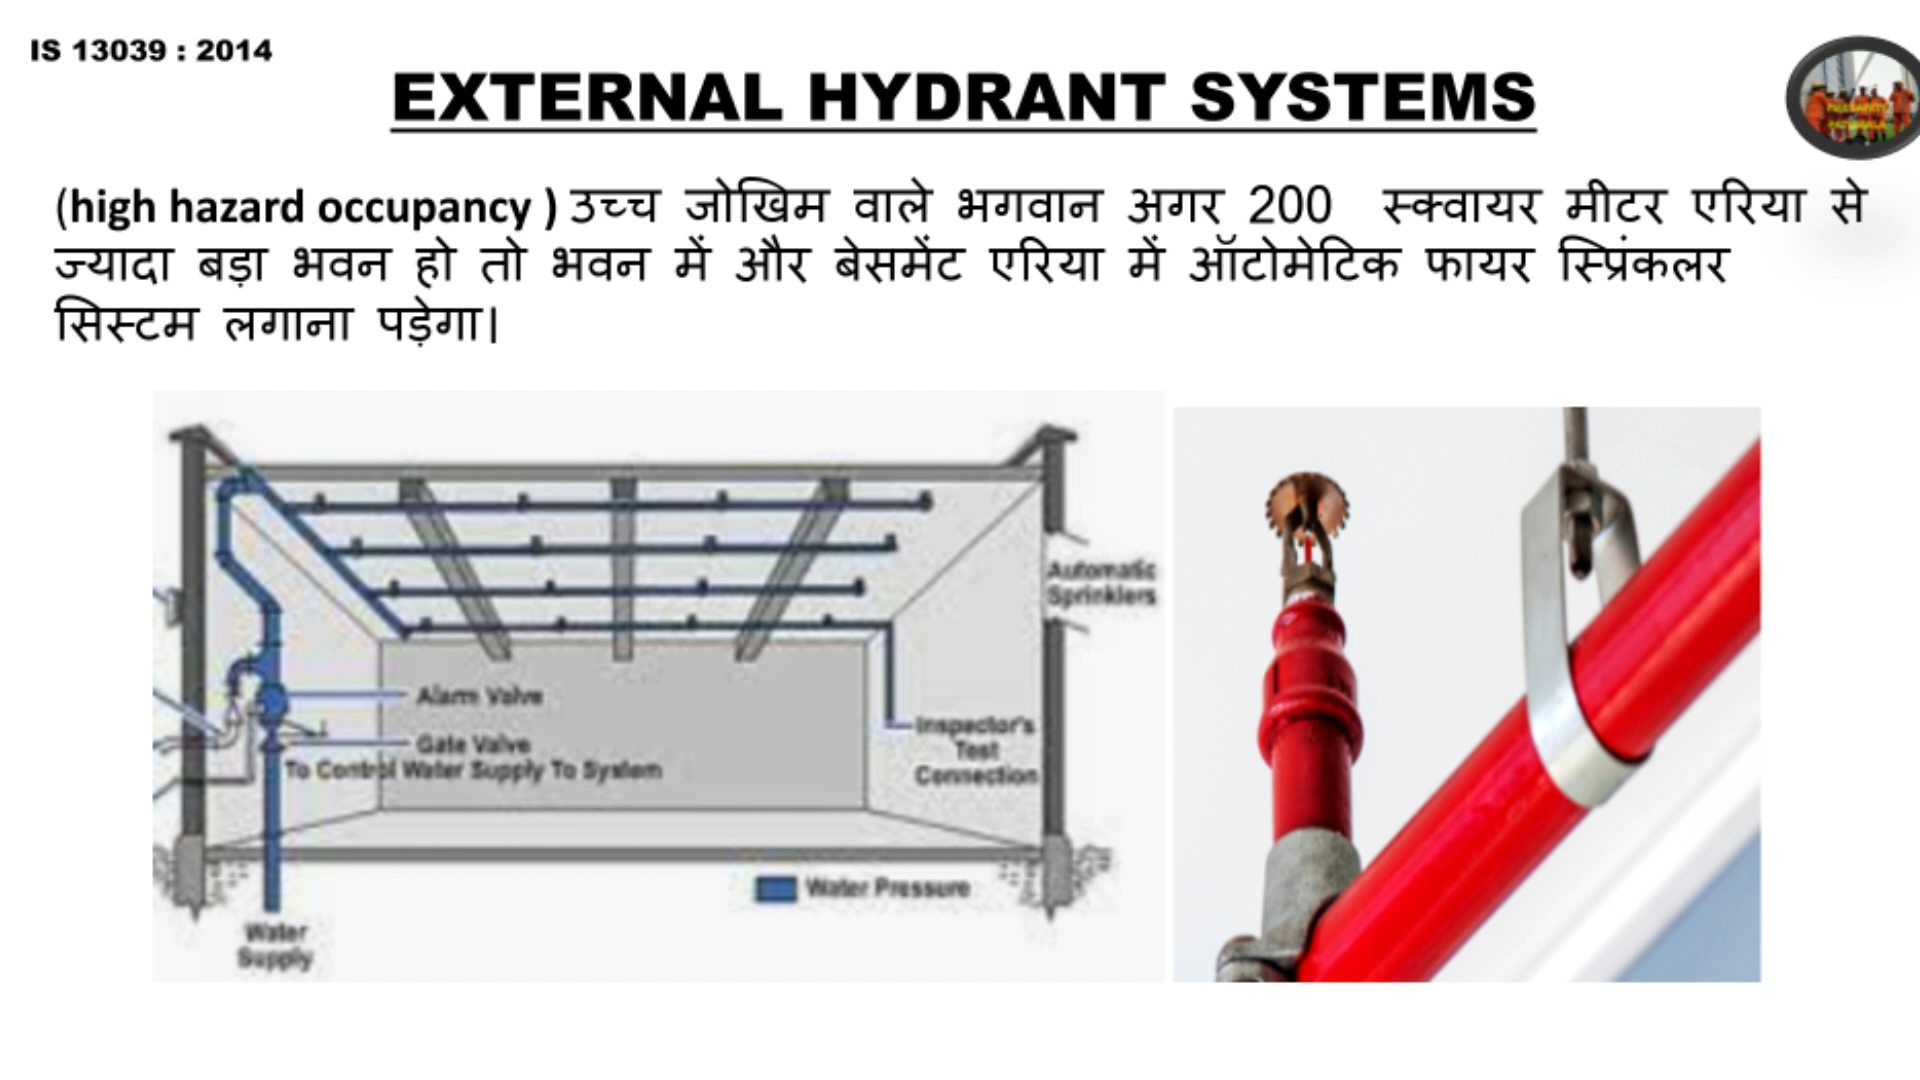 IS 13039 : 2014
EXTERNAL HYDRANT SYSTEMS
(high hazard occupancy ) उच्च जोखिम वाले भगवान अगर 200 स्क्वायर मीटर एरिया से
ज्यादा बड़ा भवन हो तो भवन में और बेसमेंट एरिया में ऑटोमेटिक फायर स्प्रिंकलर
सिस्टम लगाना पड़ेगा।
Automatic
Sprinklers
Alarm Valve
Gate Valve
To Control Water Supply To System
Inspector's
Test
Connection
Water Pressure
Water
Supply